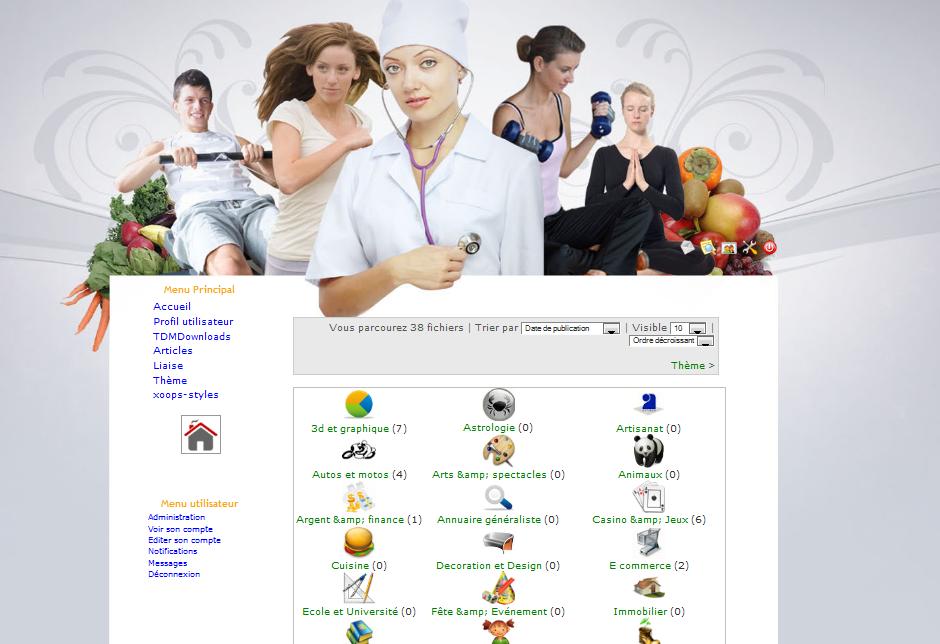 Menu Principal
Accueil
Profil utilisateur
TDMDownloads
Articles
Liaise
Thème
xoops-styles
Menu utilisateur
Administration
Voir son compte
Editer son compte
Notifications
Messages
Déconnexion
Vous parcourez 38 fichiers | Trier par Date de publication | Visible 10 |
Ordre décroissant
Thème >
3d et graphique (7)
Astrologie (0)
Artisanat (0)
Autos et motos (4)
Arts &amp; spectacles (0)
Animaux (0)
Argent &amp; finance (1)
Annuaire généraliste (0)
Casino &amp; Jeux (6)
Cuisine (0)
Decoration et Design (0)
E commerce (2)
Ecole et Université (0)
Fête &amp; Evénement (0)
Immobilier (0)